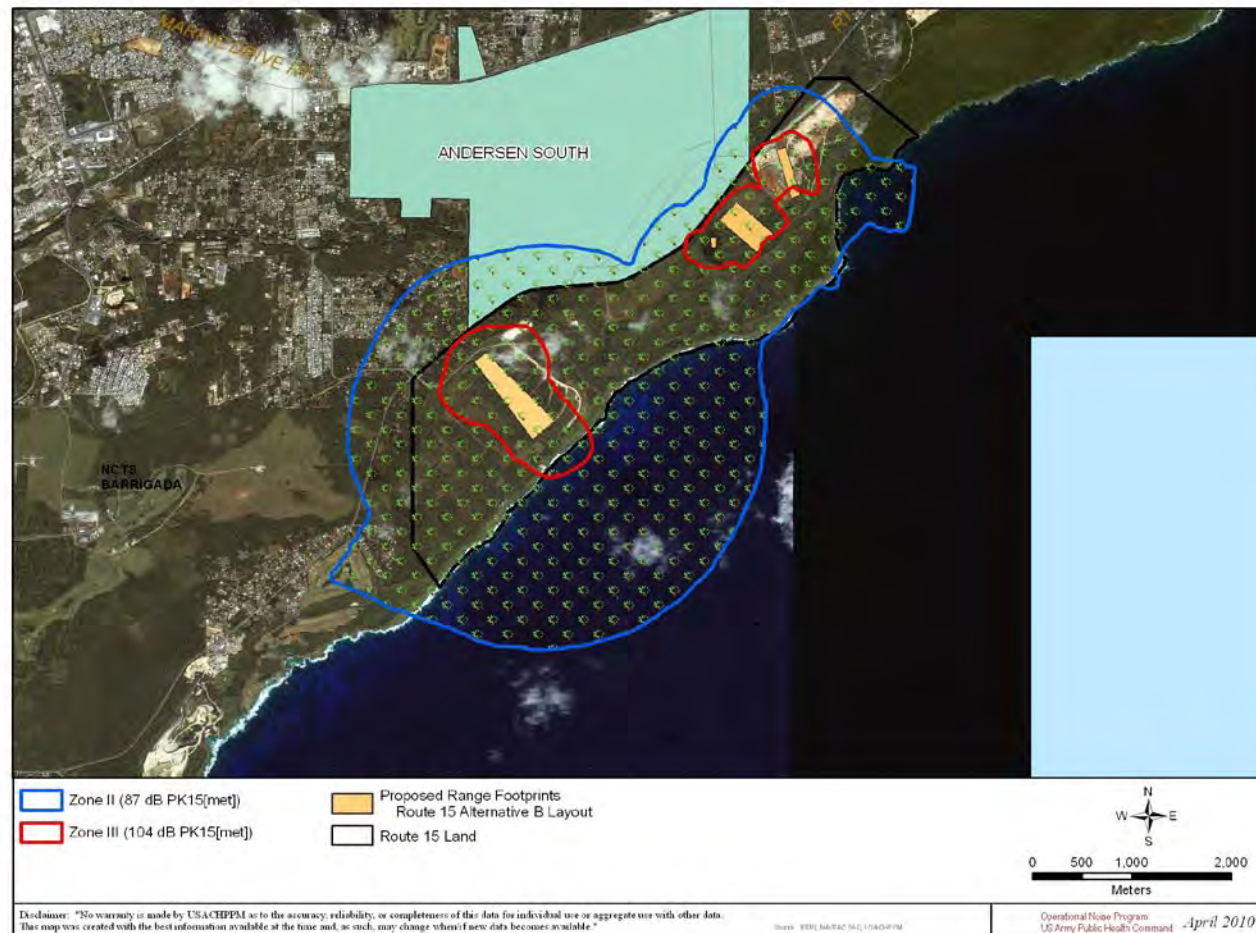 MARINE DRIVE RT
RT
ANDERSEN SOUTH
NCTS
BARRIGADA
Zone II (87 dB PK15[met])
Zone III (104 dB PK15[met])
Proposed Range Footprints
Route 15 Alternative B Layout
Route 15 Land
N
W E
S
0 500 1,000 2,000
Meters
Disclaimer: "No warranty is made by USACHPPM as to the accuracy, reliability, or completeness of this data for individual use or aggregate use with other data.
This map was created with the best information available at the time and, as such, may change when/if new data becomes available."
Operational Noise Program
US Army Public Health Command
April 2010